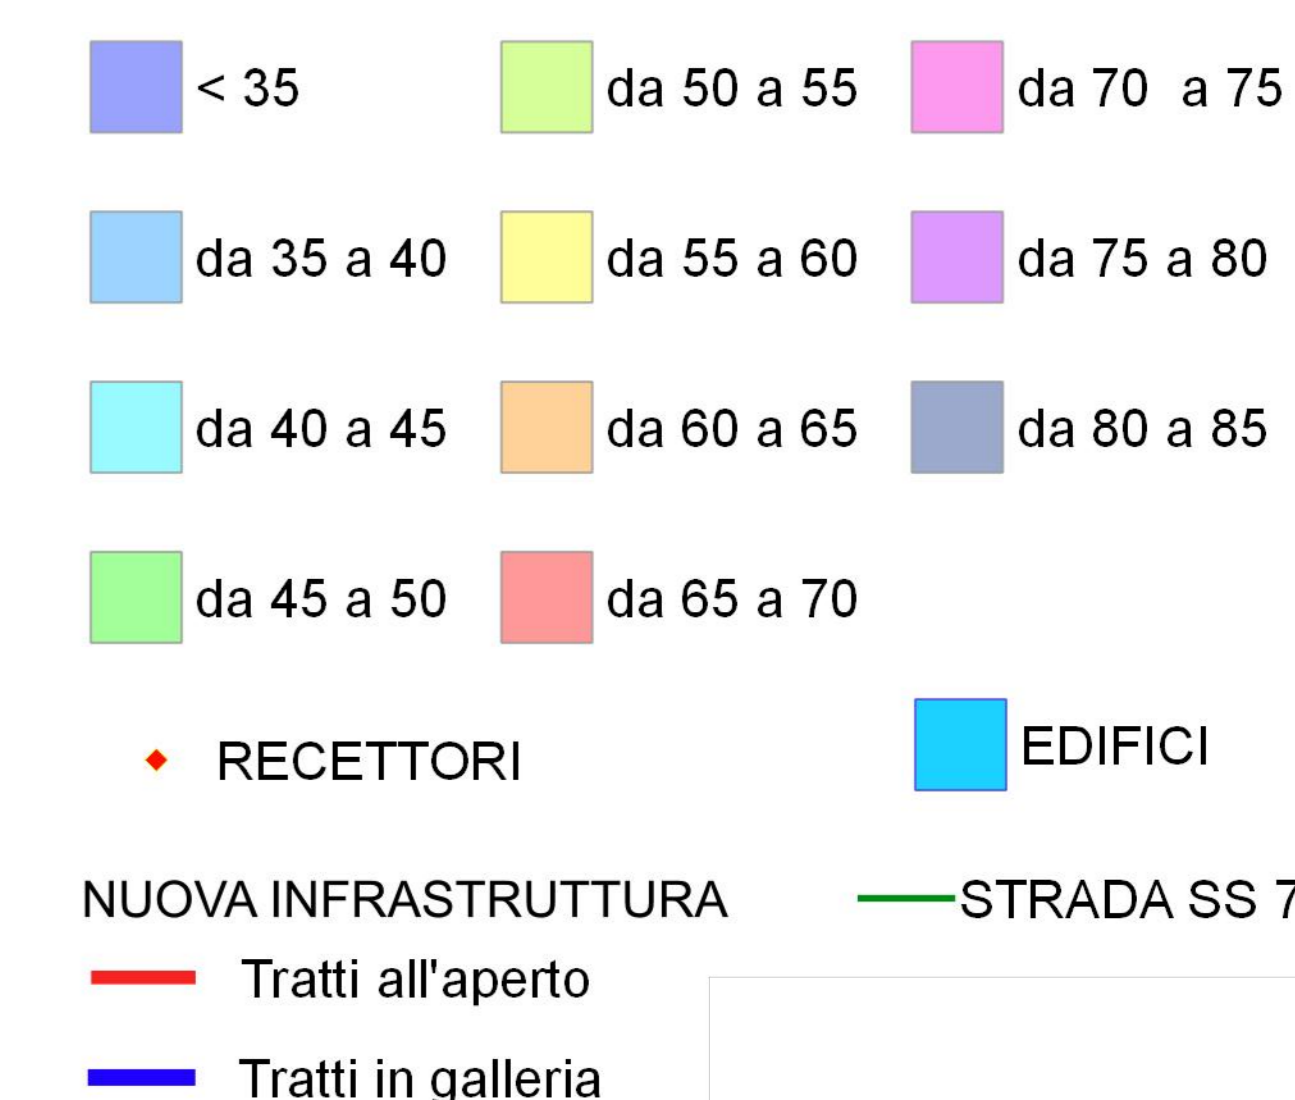 < 35 da 50 a 55 da 70 a 75
da 35 a 40 da 55 a 60 da 75 a 80
da 40 a 45 da 60 a 65 da 80 a 85
da 45 a 50 da 65 a 70
RECETTORI EDIFICI
NUOVA INFRASTRUTTURA STRADA SS 7
Tratti all'aperto
Tratti in galleria